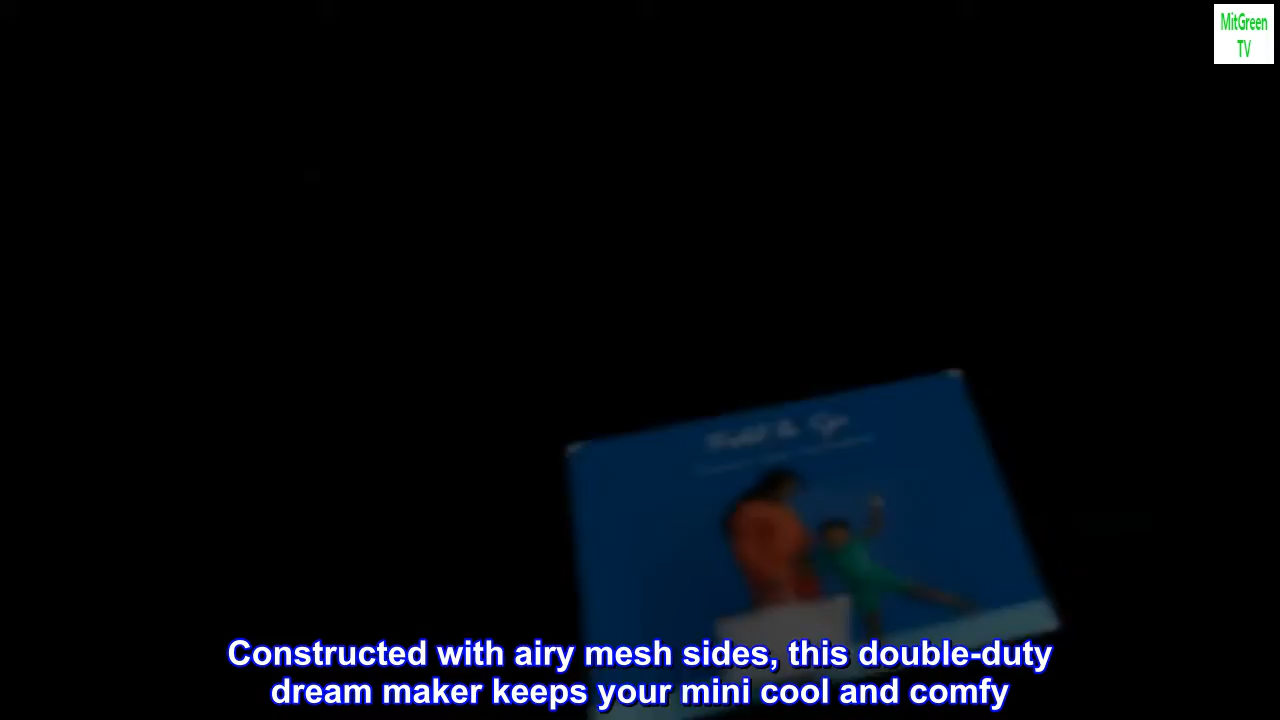 MitGreen
TV
Constructed with airy mesh sides, this double-duty
dream maker keeps your mini cool and comfy